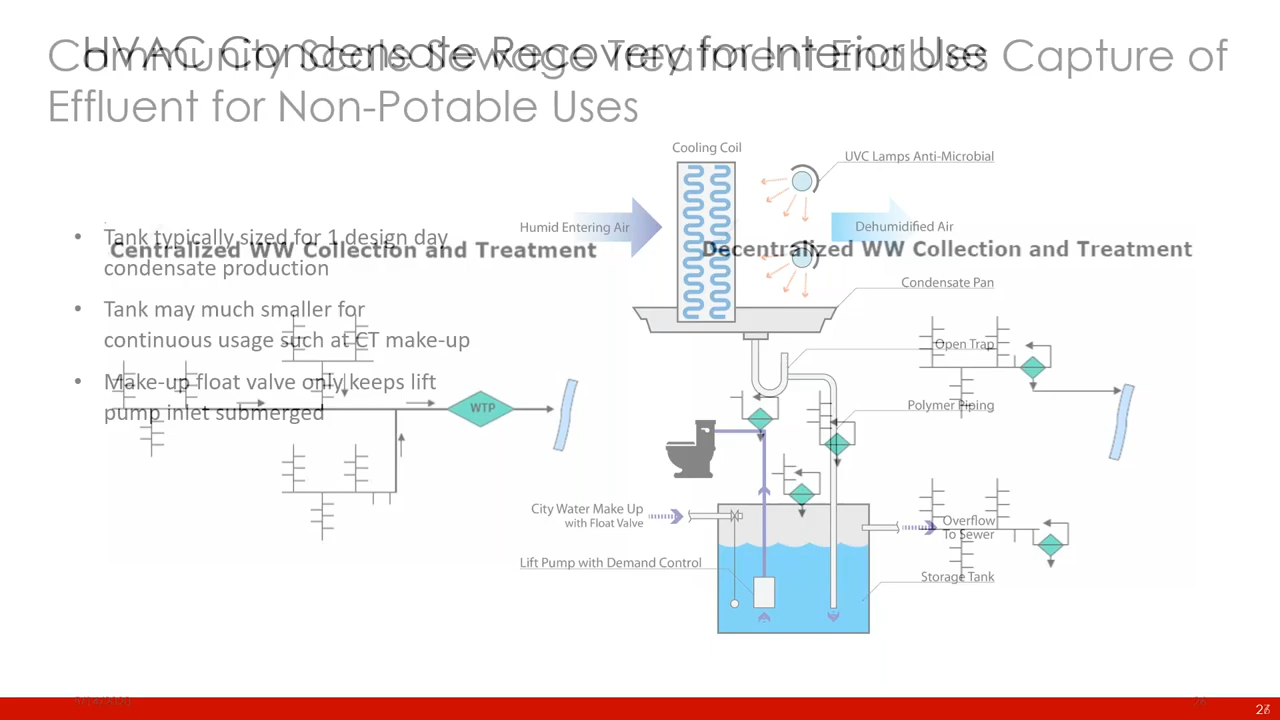 HVAC Condensate Recovery for Interior Use
Community Scale Sewage Treatment Enables Capture of
Effluent for Non-Potable Uses
Cooling Coil
UVC Lamps Anti-Microbial
Humid Entering Air
Dehumidified Air
• Tank typically sized for 1 design day
condensate production
• Tank may much smaller for
continuous usage such at CT make-up
• Make-up float valve only keeps lift
pump inlet submerged
Centralized WW Collection and Treatment
Decentralized WW Collection and Treatment
WTP
Condensate Pan
Open Trap
Polymer Piping
City Water Make Up
with Float Valve
Overflow
To Sewer
Lift Pump with Demand Control
Storage Tank